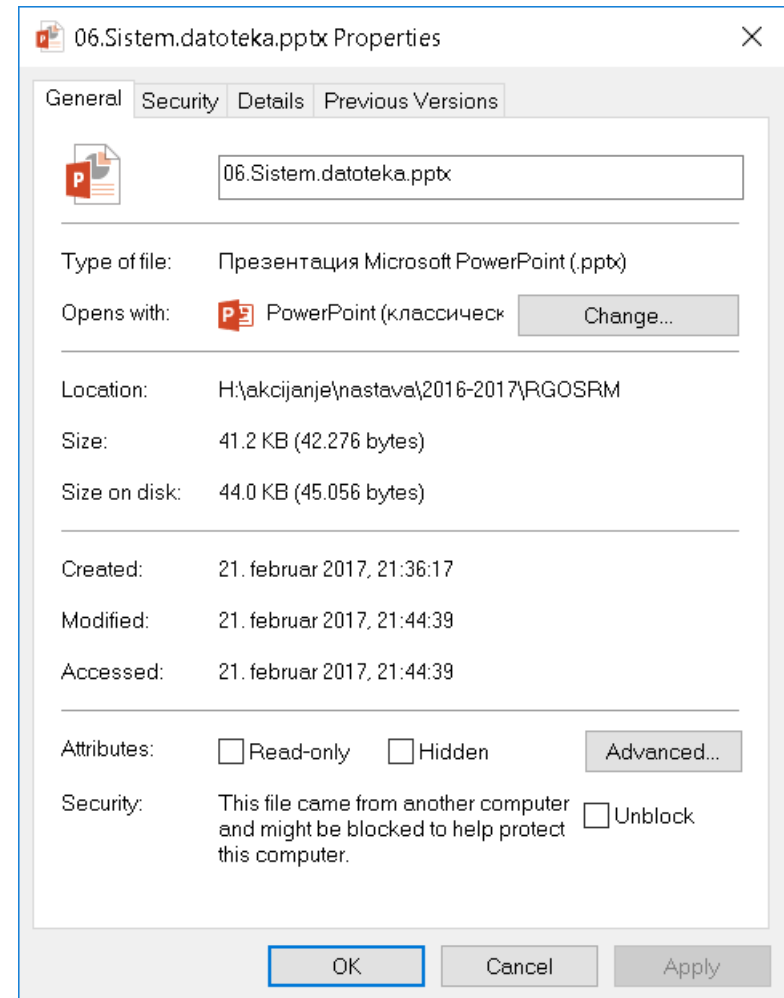 06.Sistem.datoteka.pptx Properties
General Security Details Previous Versions
06.Sistem.datoteka.pptx
Type of file: Презентация Microsoft PowerPoint (.pptx)
Opens with: PowerPoint (классическ Change...
Location: H:\akcijanje\nastava\2016-2017\RGOSRM
Size: 41.2 KB (42.276 bytes)
Size on disk: 44.0 KB (45.056 bytes)
Created: 21. februar 2017, 21:36:17
Modified: 21. februar 2017, 21:44:39
Accessed: 21. februar 2017, 21:44:39
Attributes: Read-only Hidden Advanced...
Security: This file came from another computer
and might be blocked to help protect
this computer.
Unblock
OK Cancel Apply